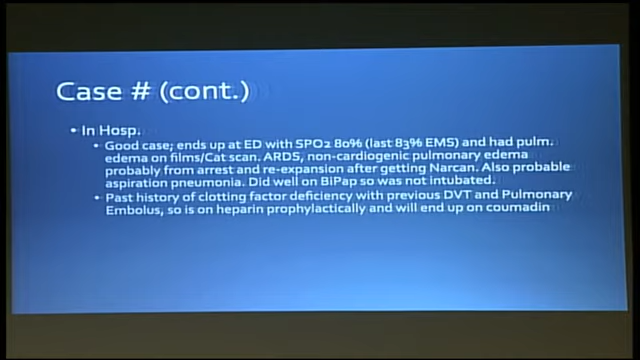 Case # (cont.)
• In Hosp.
• Good case; ends up at ED with SPO2 80% (last 83% EMS) and had pulm.
edema on films/Cat scan. ARDS, non-cardiogenic pulmonary edema
probably from arrest and re-expansion after getting Narcan. Also probable
aspiration pneumonia. Did well on BiPap so was not intubated.
• Past history of clotting factor deficiency with previous DVT and Pulmonary
Embolus, so is on heparin prophylactically and will end up on coumadin